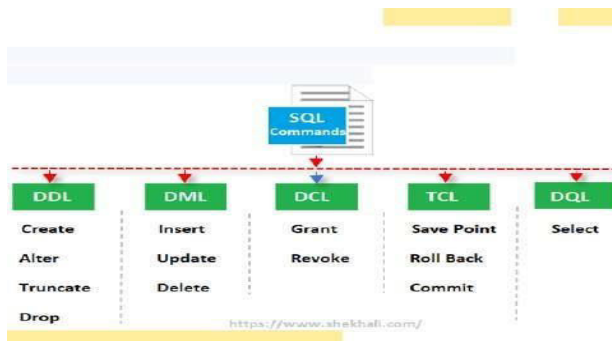 SQL
Commands
DDL DML DCL TCL DQL
Create Insert Grant Save Point Select
Alter Update Revoke Roll Back
Truncate Delete Commit
Drop
https://www.shekhali.com/